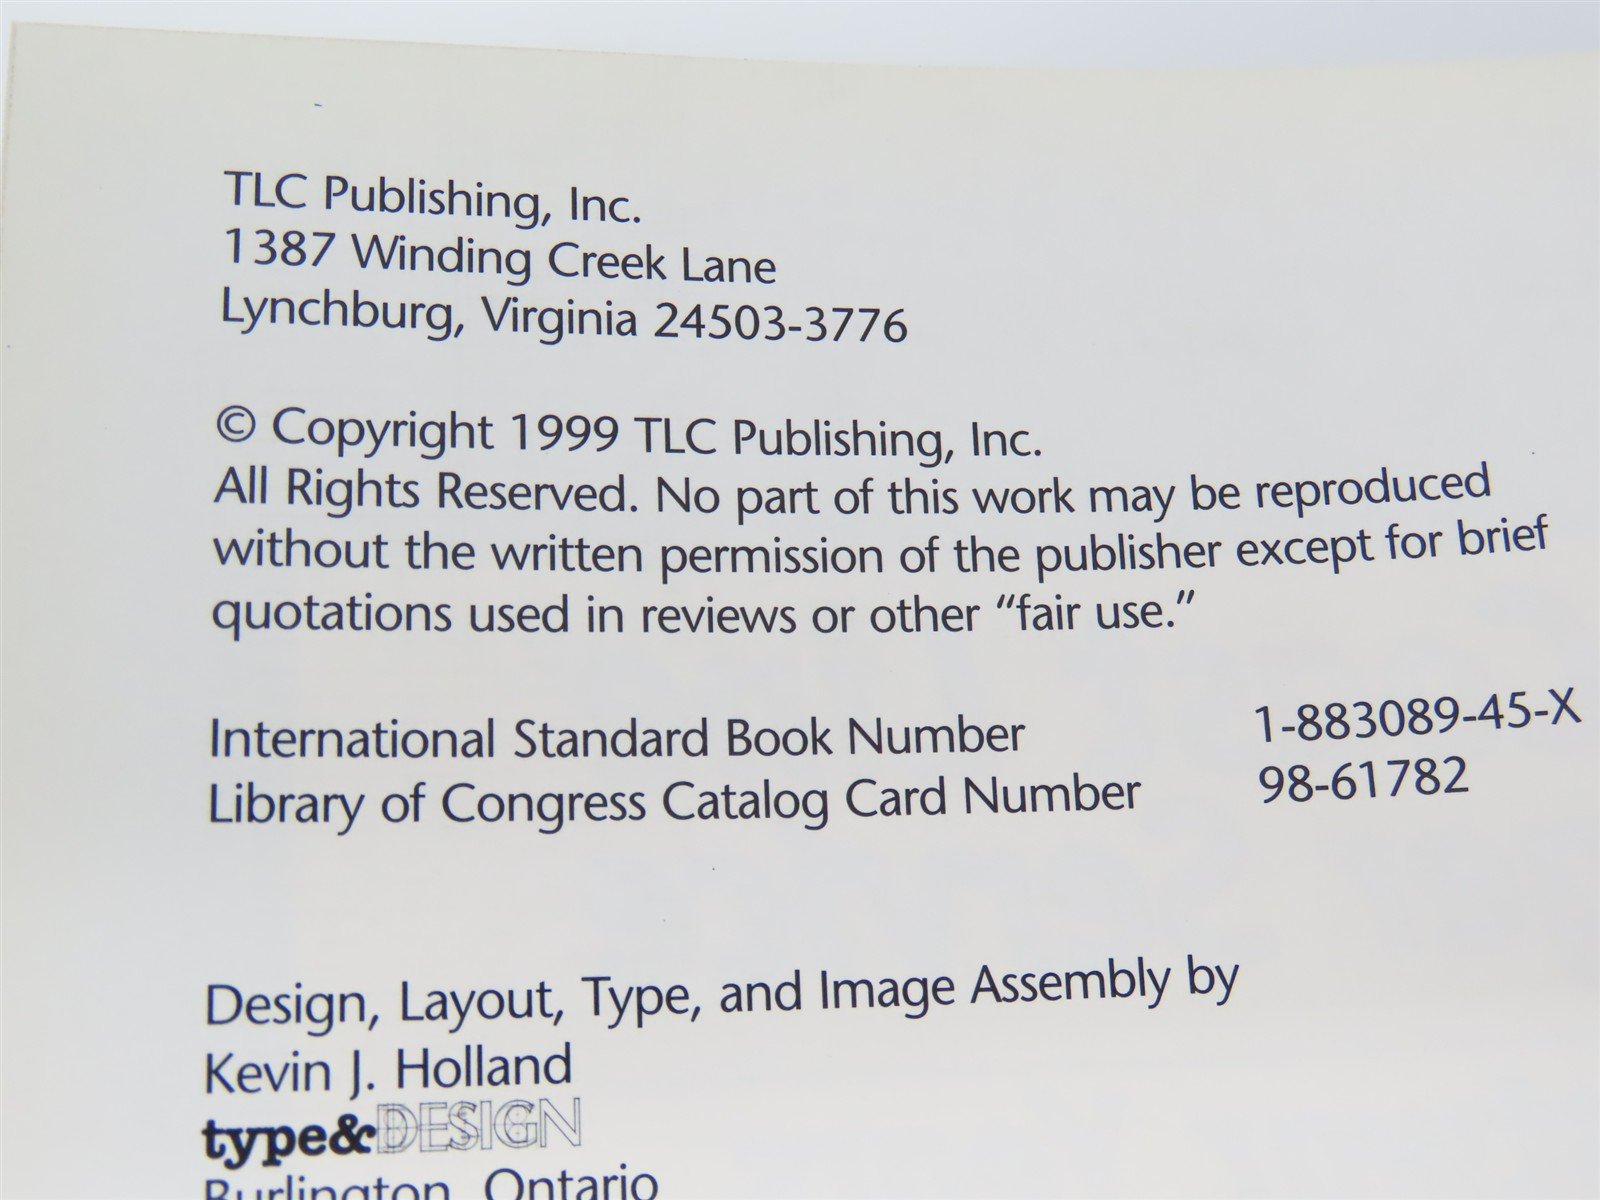 TLC Publishing, Inc.
1387 Winding Creek Lane
Lynchburg, Virginia 24503-3776
© Copyright 1999 TLC Publishing, Inc.
All Rights Reserved. No part of this work may be reproduced
without the written permission of the publisher except for brief
quotations used in reviews or other "fair use."
International Standard Book Number 1-883089-45-X
Library of Congress Catalog Card Number 98-61782
Design, Layout, Type, and Image Assembly by
Kevin J. Holland
type&DESIGN
Burlington, Ontario